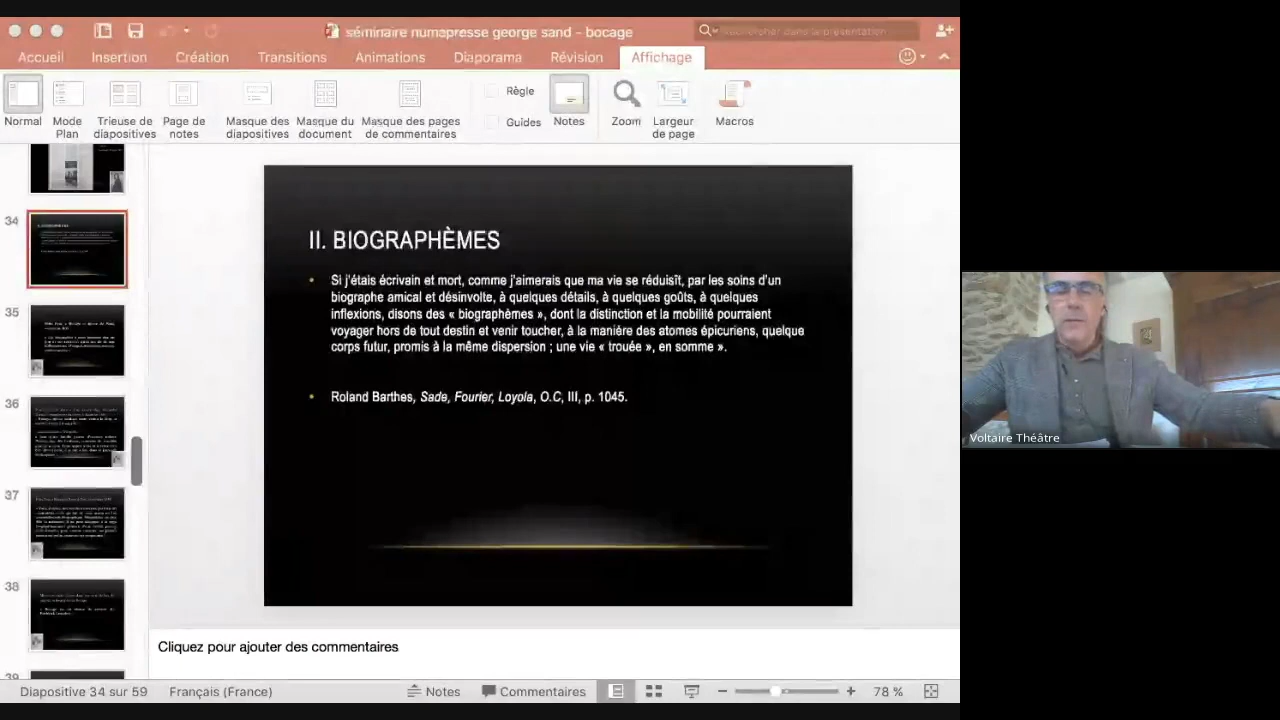 séminaire numapresse george sand - bocage
Rechercher dans la présentation
Accueil
Insertion
Création
Transitions
Animations
Diaporama
Révision
Affichage
Normal
Mode Plan
Trieuse de diapositives
Page de notes
Masque des diapositives
Masque du document
Masque des pages de commentaires
Règle
Guides
Notes
Zoom
Largeur de page
Macros
34
35
36
37
38
II. BIOGRAPHÈMES
• Si j'étais écrivain et mort, comme j'aimerais que ma vie se réduisît, par les soins d'un
biographe amical et désinvolte, à quelques détails, à quelques goûts, à quelques
inflexions, disons des « biographèmes », dont la distinction et la mobilité pourraient
voyager hors de tout destin et venir toucher, à la manière des atomes épicuriens, quelque
corps futur, promis à la même dispersion ; une vie « trouée », en somme ».
• Roland Barthes, Sade, Fourier, Loyola, O.C, III, p. 1045.
Cliquez pour ajouter des commentaires
Diapositive 34 sur 59
Français (France)
Notes
Commentaires
78 %
Voltaire Théâtre